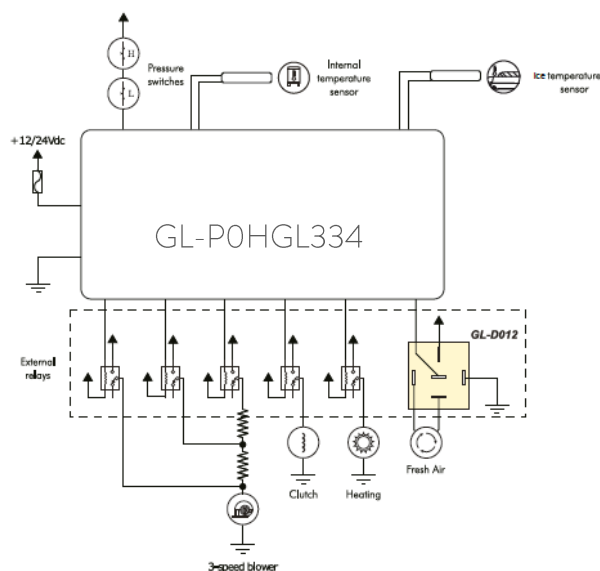 H
Pressure
switches
L
Internal
temperature
sensor
Ice temperature
sensor
+12/24Vdc
GL-P0HGL334
External
relays
GL-D012
Clutch
Heating
Fresh Air
3-speed blower